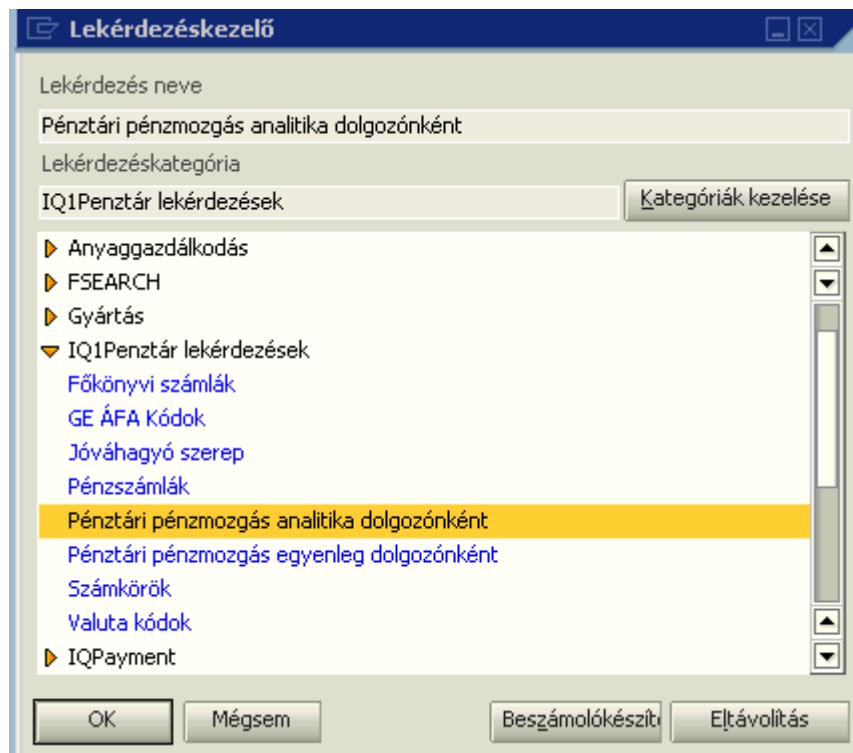 Lekérdezéskezelő
Lekérdezés neve
Pénztári pénzmozgás analitika dolgozónként
Lekérdezéskategória
IQ1Penztár lekérdezések
Kategóriák kezelése
Anyaggazdálkodás
FSEARCH
Gyártás
IQ1Penztár lekérdezések
Főkönyvi számlák
GE ÁFA Kódok
Jóváhagyó szerep
Pénzszámlák
Pénztári pénzmozgás analitika dolgozónként
Pénztári pénzmozgás egyenleg dolgozónként
Számkörök
Valuta kódok
IQPayment
OK Mégsem Beszámolókészít Eltávolítás